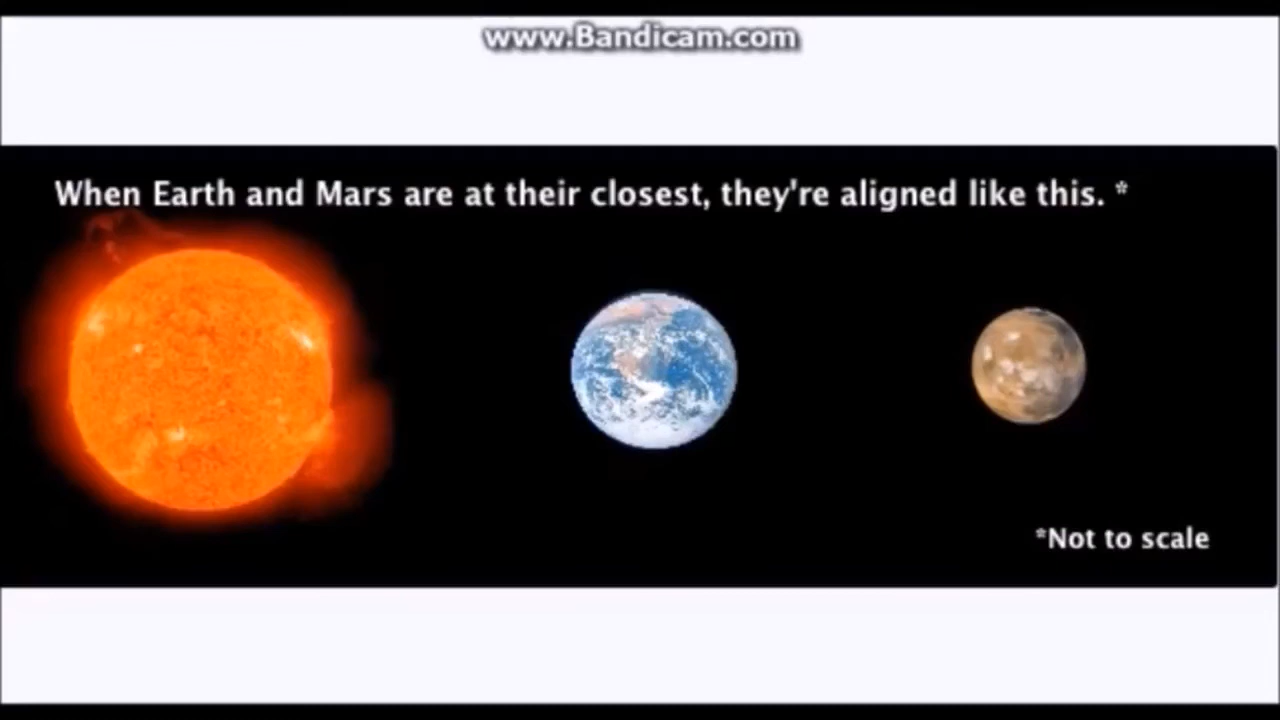 www.Bandicam.com
When Earth and Mars are at their closest, they're aligned like this. *
*Not to scale